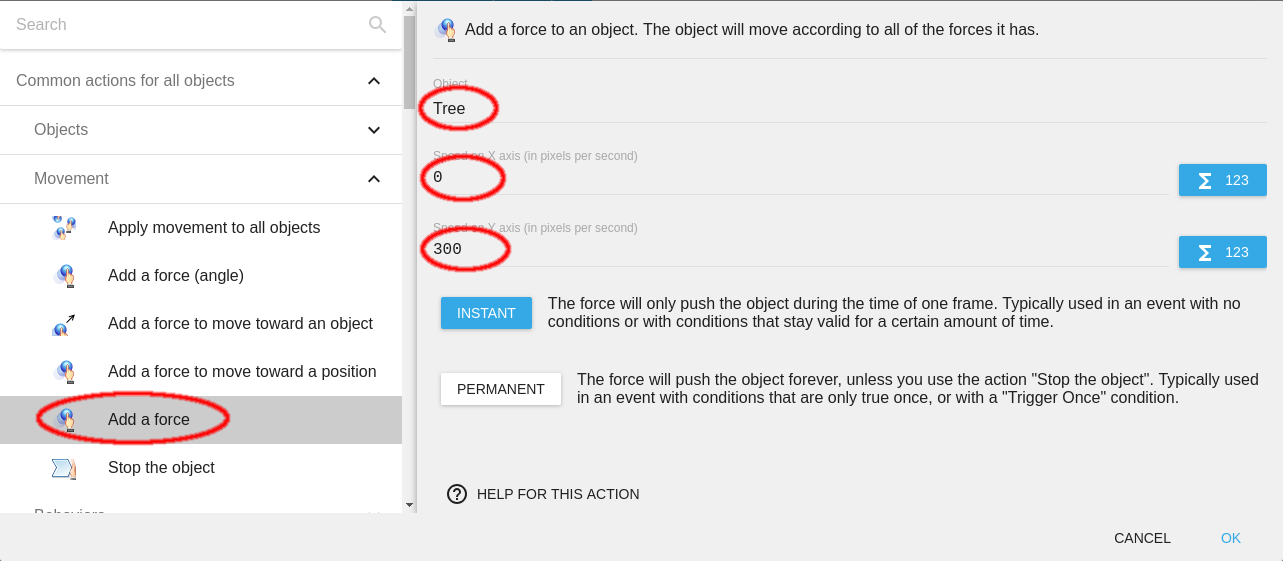 Search
Common actions for all objects
Objects
Movement
Apply movement to all objects
Add a force (angle)
Add a force to move toward an object
Add a force to move toward a position
Add a force
Stop the object
Behaviors
Add a force to an object. The object will move according to all of the forces it has.
Object
Tree
Speed on X axis (in pixels per second)
0
123
Speed on Y axis (in pixels per second)
300
123
INSTANT
The force will only push the object during the time of one frame. Typically used in an event with no
conditions or with conditions that stay valid for a certain amount of time.
PERMANENT
The force will push the object forever, unless you use the action "Stop the object". Typically used
in an event with conditions that are only true once, or with a "Trigger Once" condition.
HELP FOR THIS ACTION
CANCEL
OK